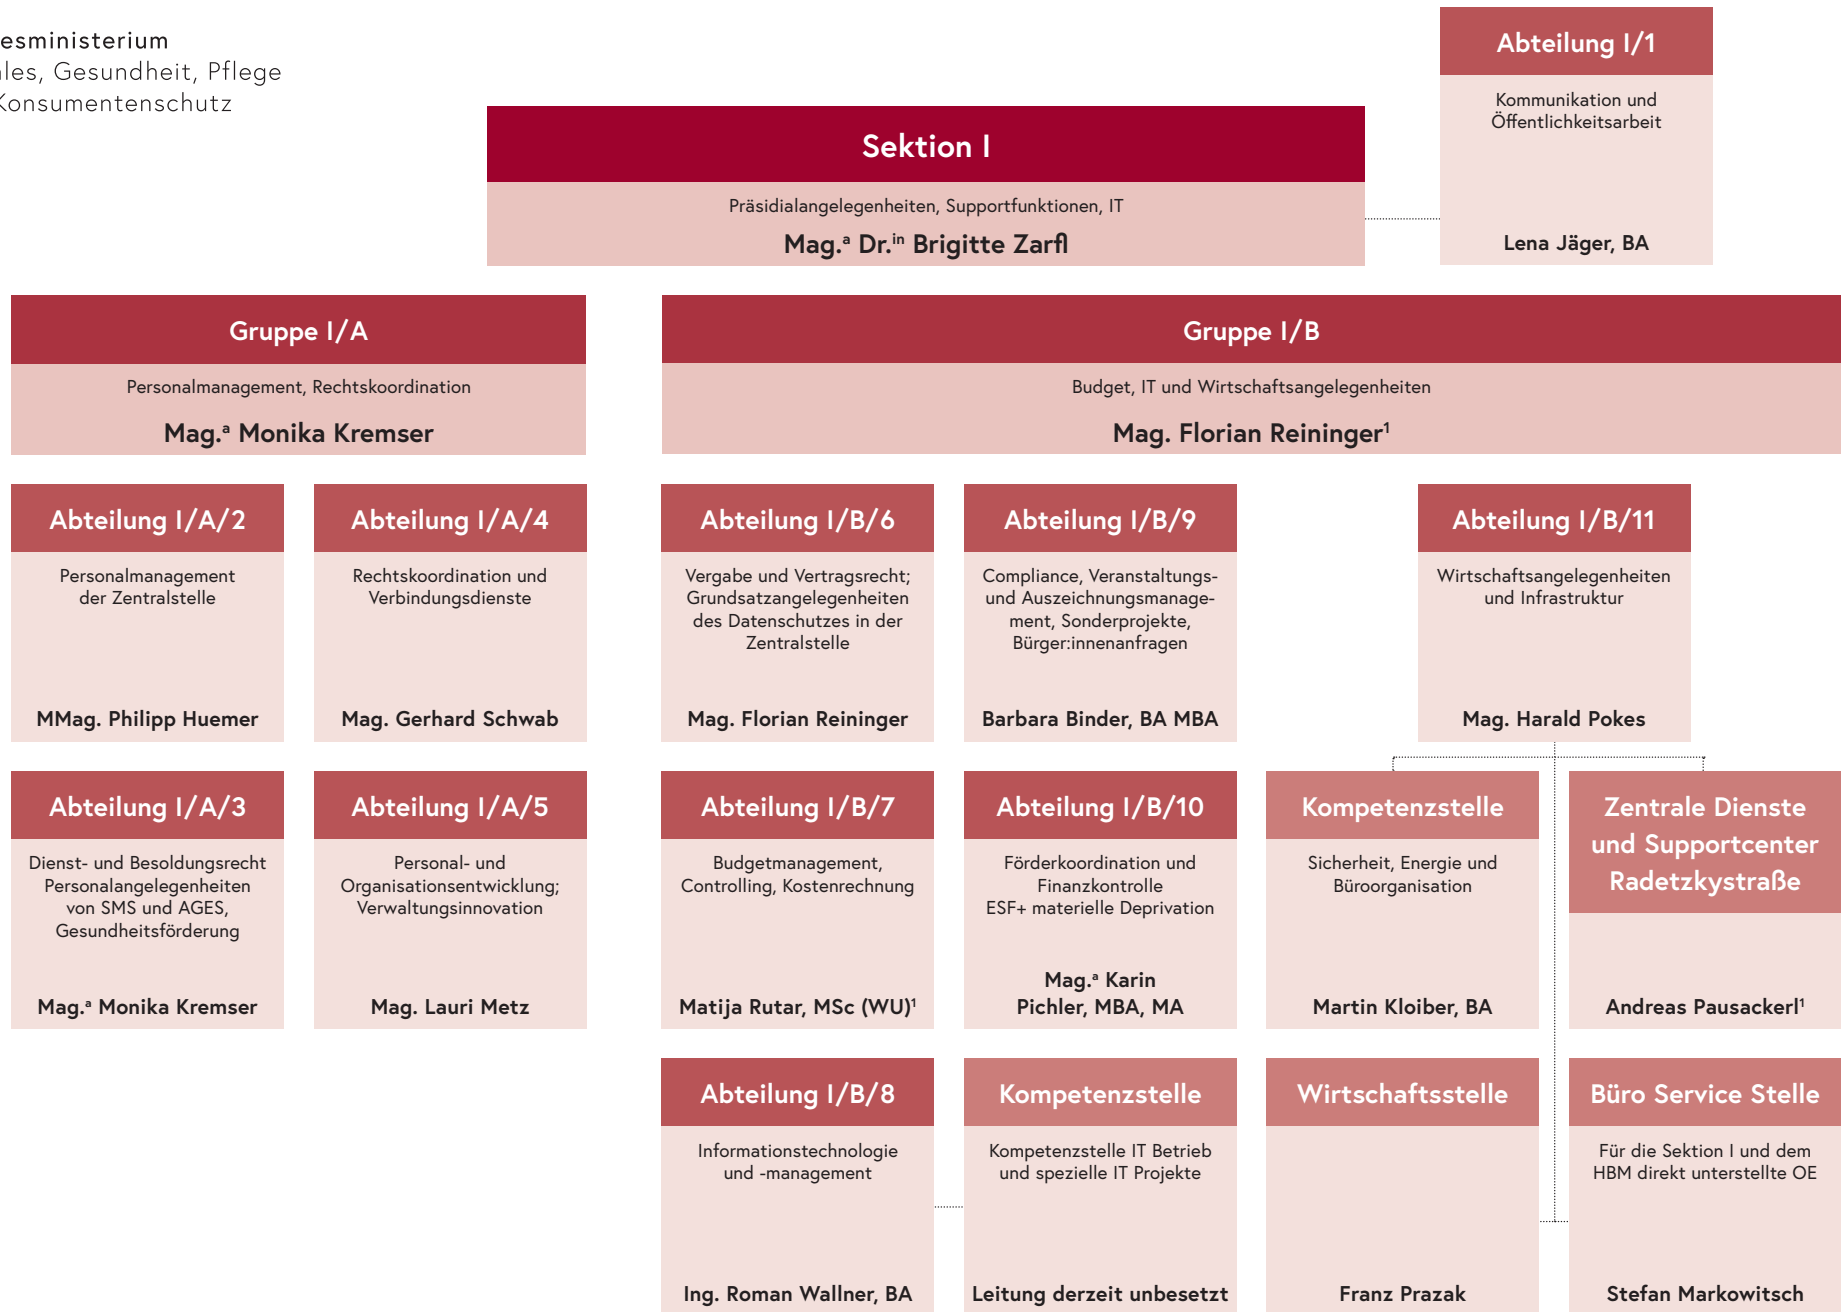 esministerium
ales, Gesundheit, Pflege
Konsumentenschutz
Abteilung I/1
Kommunikation und
Öffentlichkeitsarbeit
Lena Jäger, BA
Sektion I
Präsidialangelegenheiten, Supportfunktionen, IT
Mag.ª Dr.ⁱⁿ Brigitte Zarfl
Gruppe I/A
Personalmanagement, Rechtskoordination
Mag.ª Monika Kremser
Gruppe I/B
Budget, IT und Wirtschaftsangelegenheiten
Mag. Florian Reininger¹
Abteilung I/A/2
Personalmanagement
der Zentralstelle
MMag. Philipp Huemer
Abteilung I/A/4
Rechtskoordination und
Verbindungsdienste
Mag. Gerhard Schwab
Abteilung I/B/6
Vergabe und Vertragsrecht;
Grundsatzangelegenheiten
des Datenschutzes in der
Zentralstelle
Mag. Florian Reininger
Abteilung I/B/9
Compliance, Veranstaltungs-
und Auszeichnungsmanage-
ment, Sonderprojekte,
Bürger:innenanfragen
Barbara Binder, BA MBA
Abteilung I/B/11
Wirtschaftsangelegenheiten
und Infrastruktur
Mag. Harald Pokes
Abteilung I/A/3
Dienst- und Besoldungsrecht
Personalangelegenheiten
von SMS und AGES,
Gesundheitsförderung
Mag.ª Monika Kremser
Abteilung I/A/5
Personal- und
Organisationsentwicklung;
Verwaltungsinnovation
Mag. Lauri Metz
Abteilung I/B/7
Budgetmanagement,
Controlling, Kostenrechnung
Matija Rutar, MSc (WU)¹
Abteilung I/B/10
Förderkoordination und
Finanzkontrolle
ESF+ materielle Deprivation
Mag.ª Karin
Pichler, MBA, MA
Kompetenzstelle
Sicherheit, Energie und
Büroorganisation
Martin Kloiber, BA
Zentrale Dienste
und Supportcenter
Radetzkystraße
Andreas Pausackerl¹
Abteilung I/B/8
Informationstechnologie
und -management
Ing. Roman Wallner, BA
Kompetenzstelle
Kompetenzstelle IT Betrieb
und spezielle IT Projekte
Leitung derzeit unbesetzt
Wirtschaftsstelle
Franz Prazak
Büro Service Stelle
Für die Sektion I und dem
HBM direkt unterstellte OE
Stefan Markowitsch